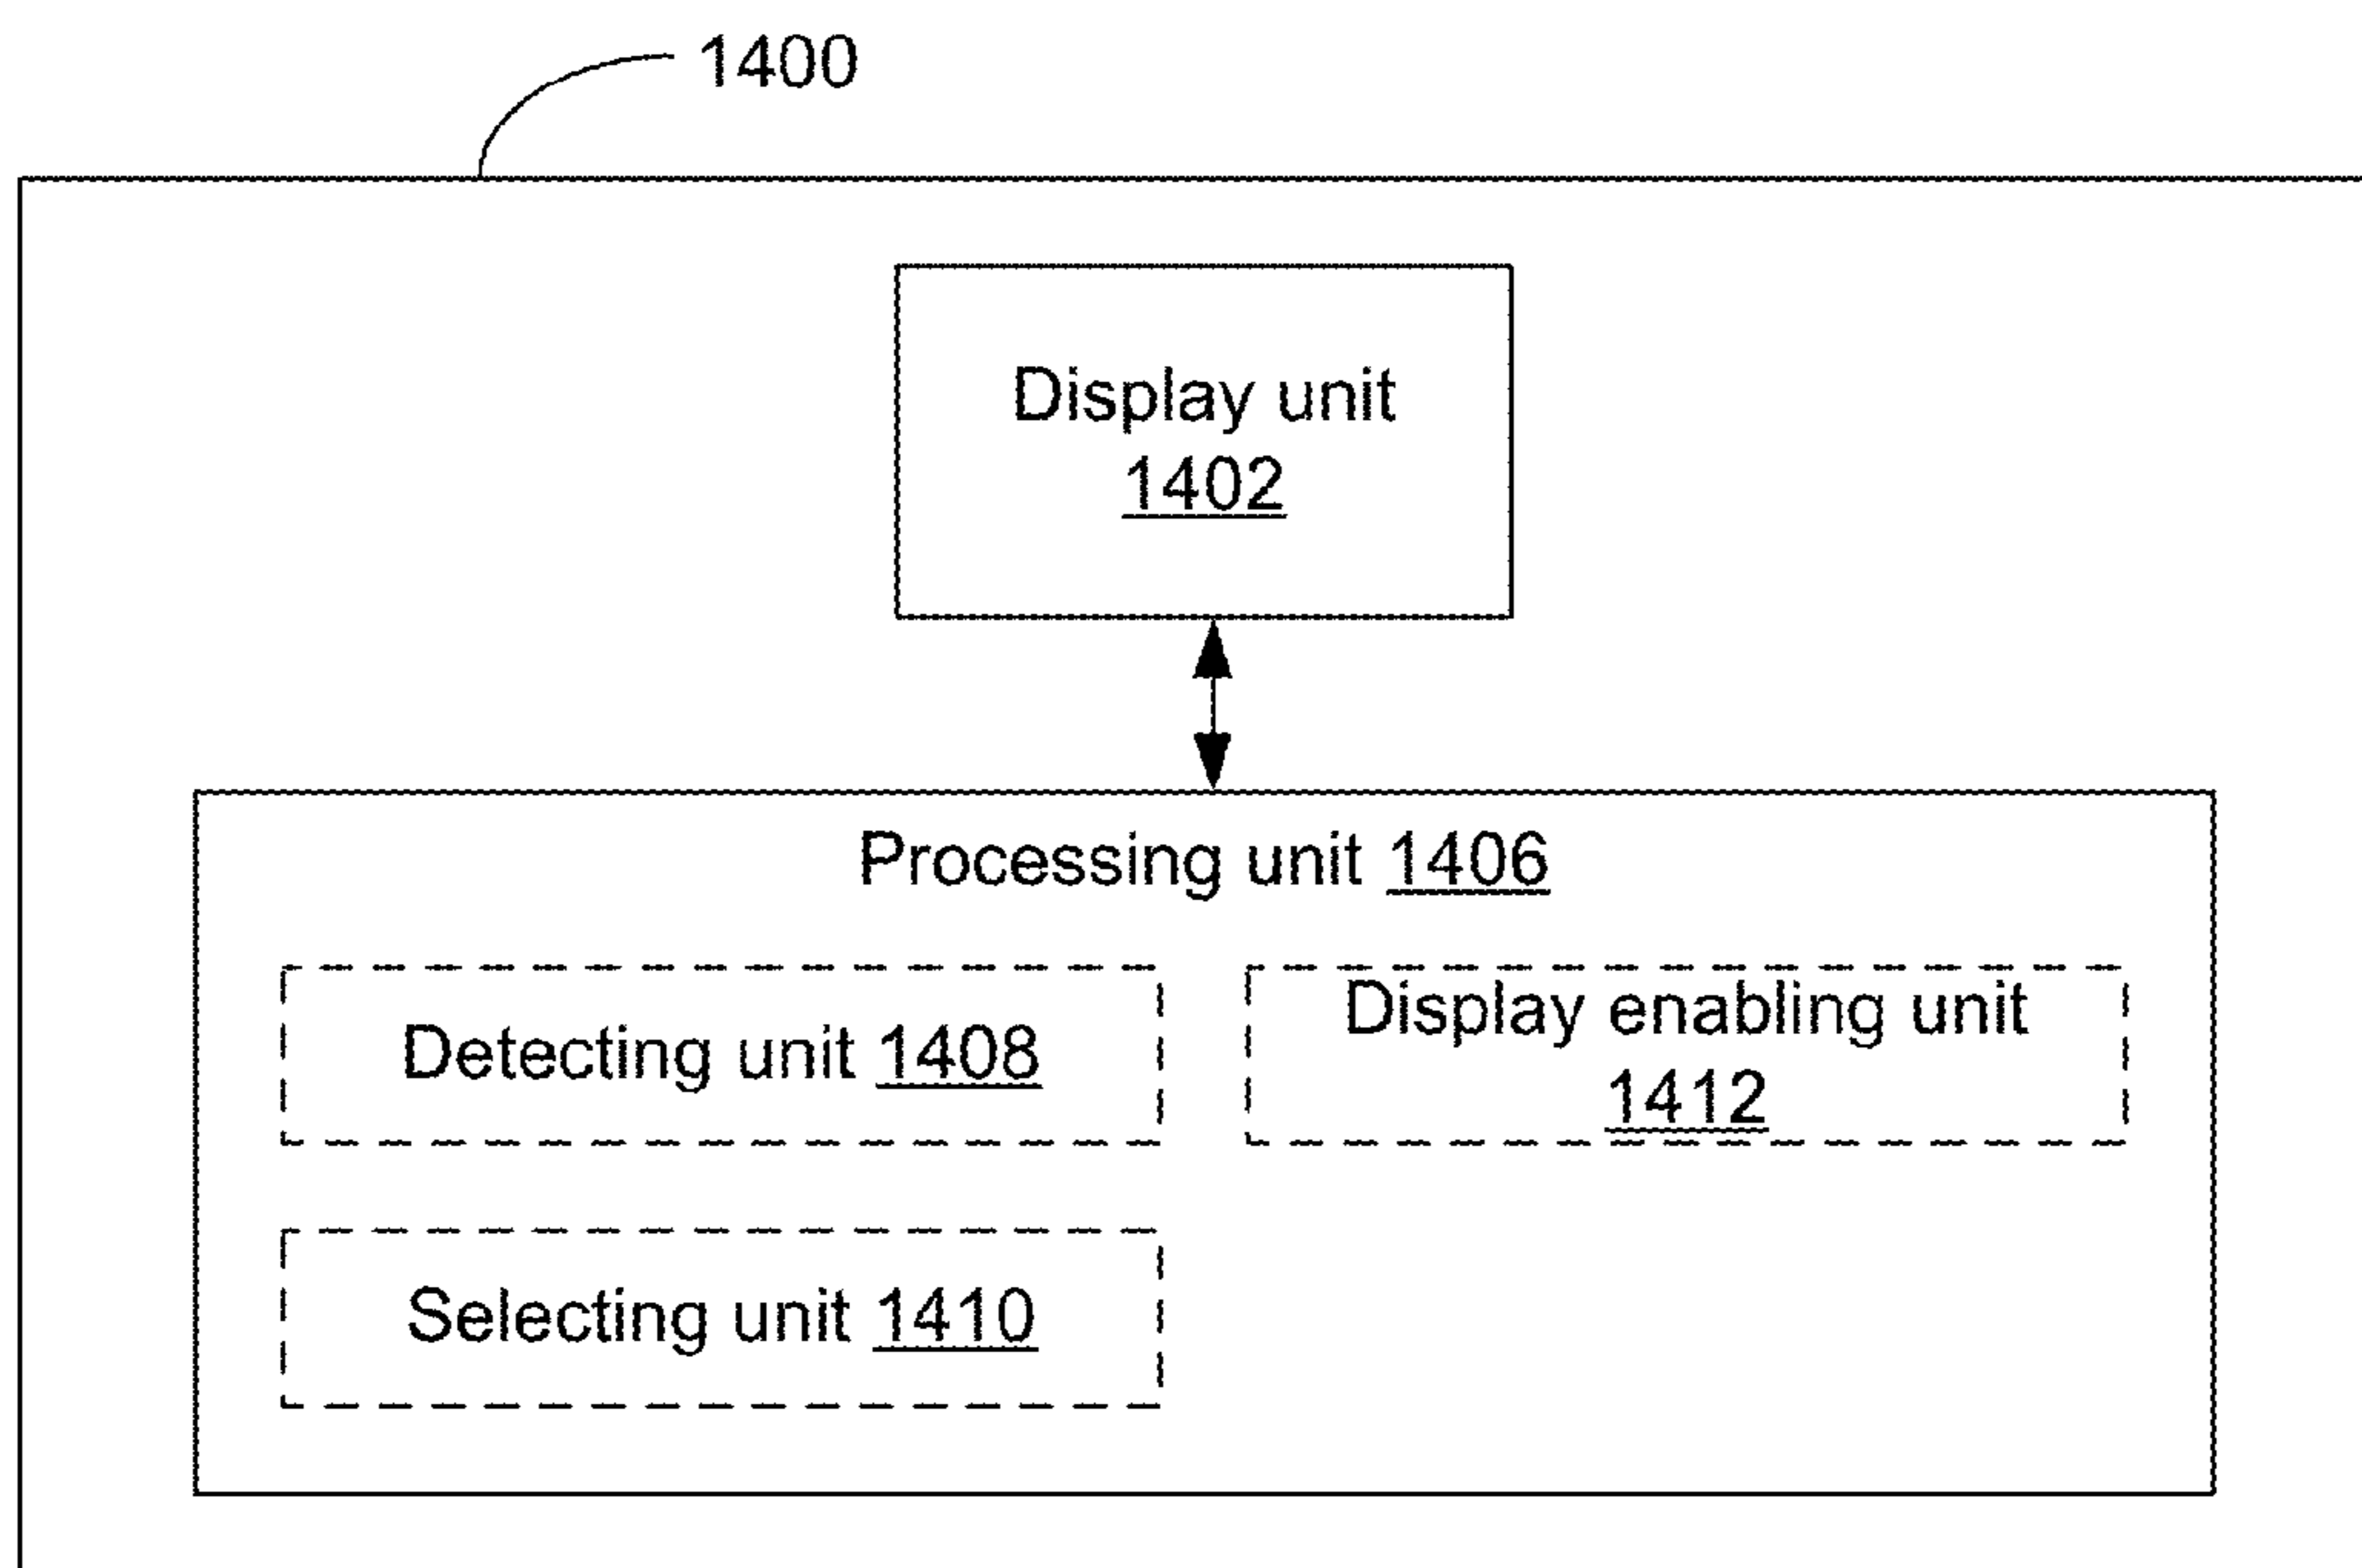 1400
Display unit
1402
Processing unit 1406
Detecting unit 1408
Display enabling unit
1412
Selecting unit 1410